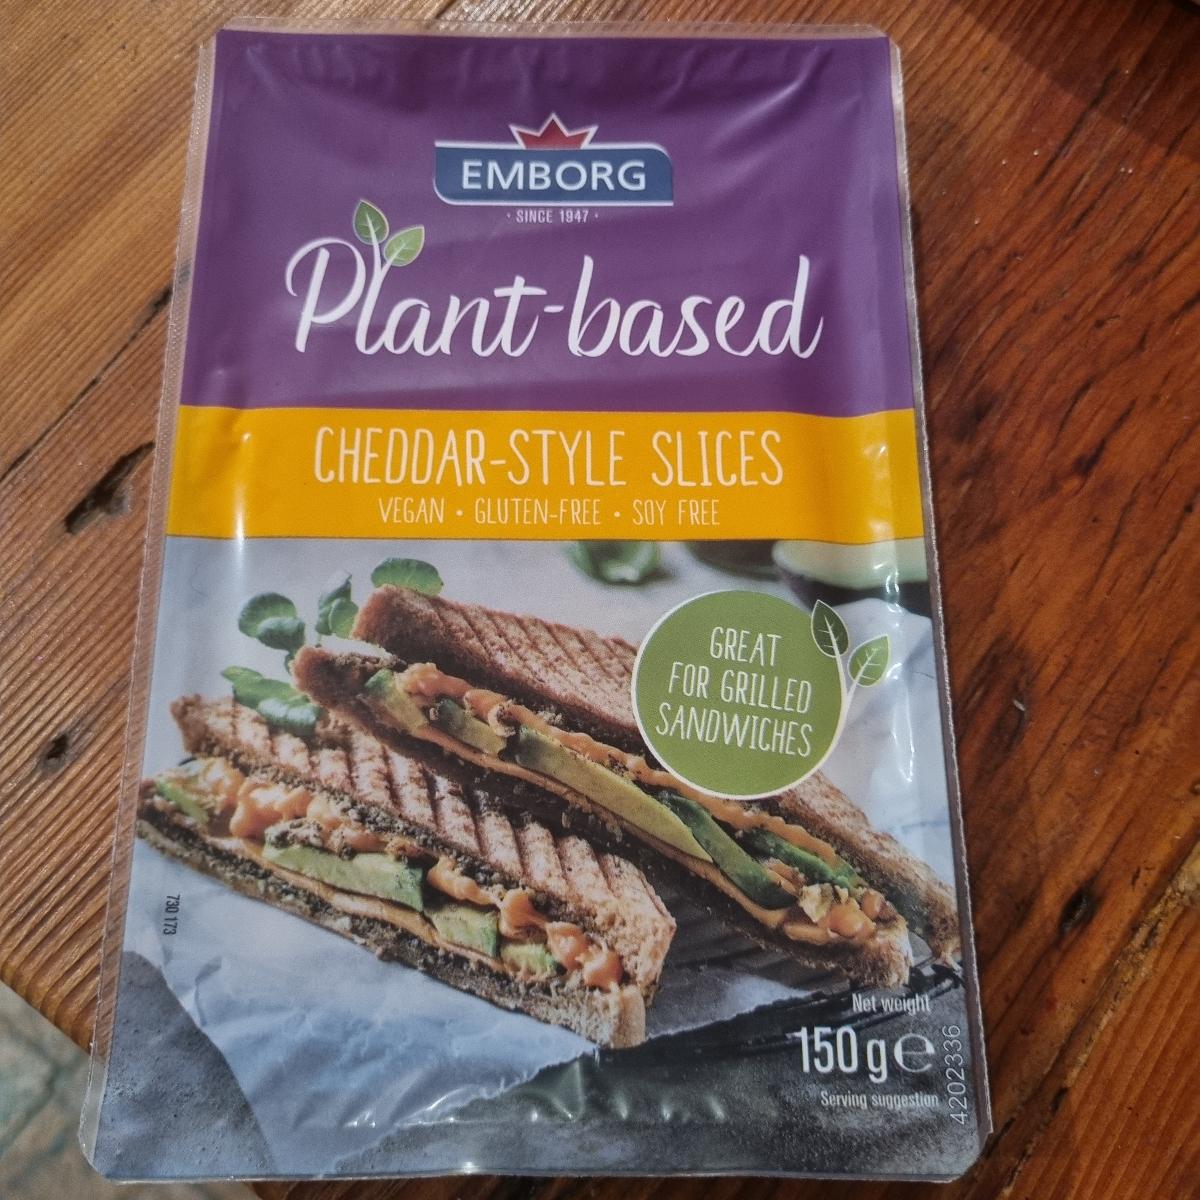 EMBORG
· SINCE 1947 ·
Plant-based
CHEDDAR-STYLE SLICES
VEGAN • GLUTEN-FREE • SOY FREE
GREAT
FOR GRILLED
SANDWICHES
730 173
Net weight
150 g e
Serving suggestion
4202336